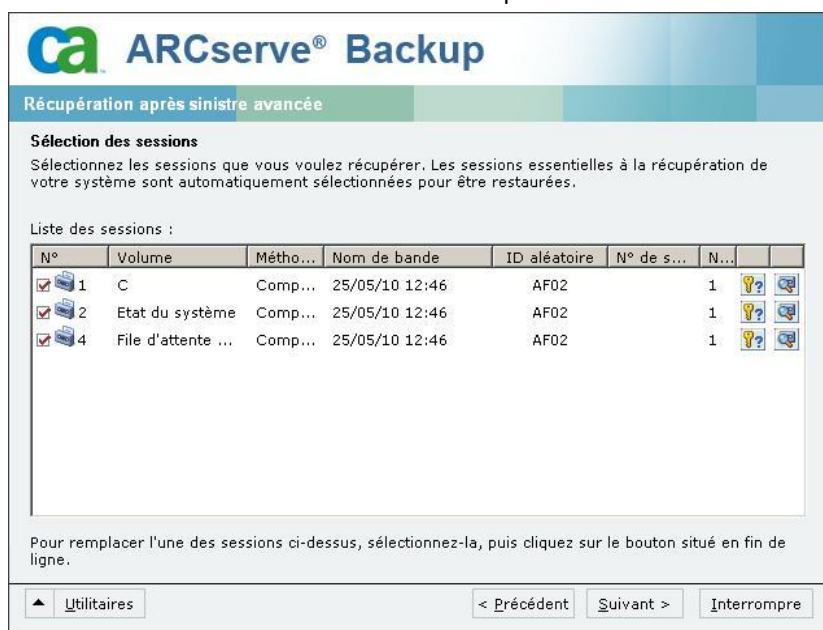 ca ARCserve® Backup
Récupération après sinistre avancée
Sélection des sessions
Sélectionnez les sessions que vous voulez récupérer. Les sessions essentielles à la récupération de
votre système sont automatiquement sélectionnées pour être restaurées.
Liste des sessions :
N° Volume Métho... Nom de bande ID aléatoire N° de s... N...
1 C Comp... 25/05/10 12:46 AF02 1
2 Etat du système Comp... 25/05/10 12:46 AF02 1
4 File d'attente ... Comp... 25/05/10 12:46 AF02 1
Pour remplacer l'une des sessions ci-dessus, sélectionnez-la, puis cliquez sur le bouton situé en fin de
ligne.
Utilitaires < Précédent Suivant > Interrompre